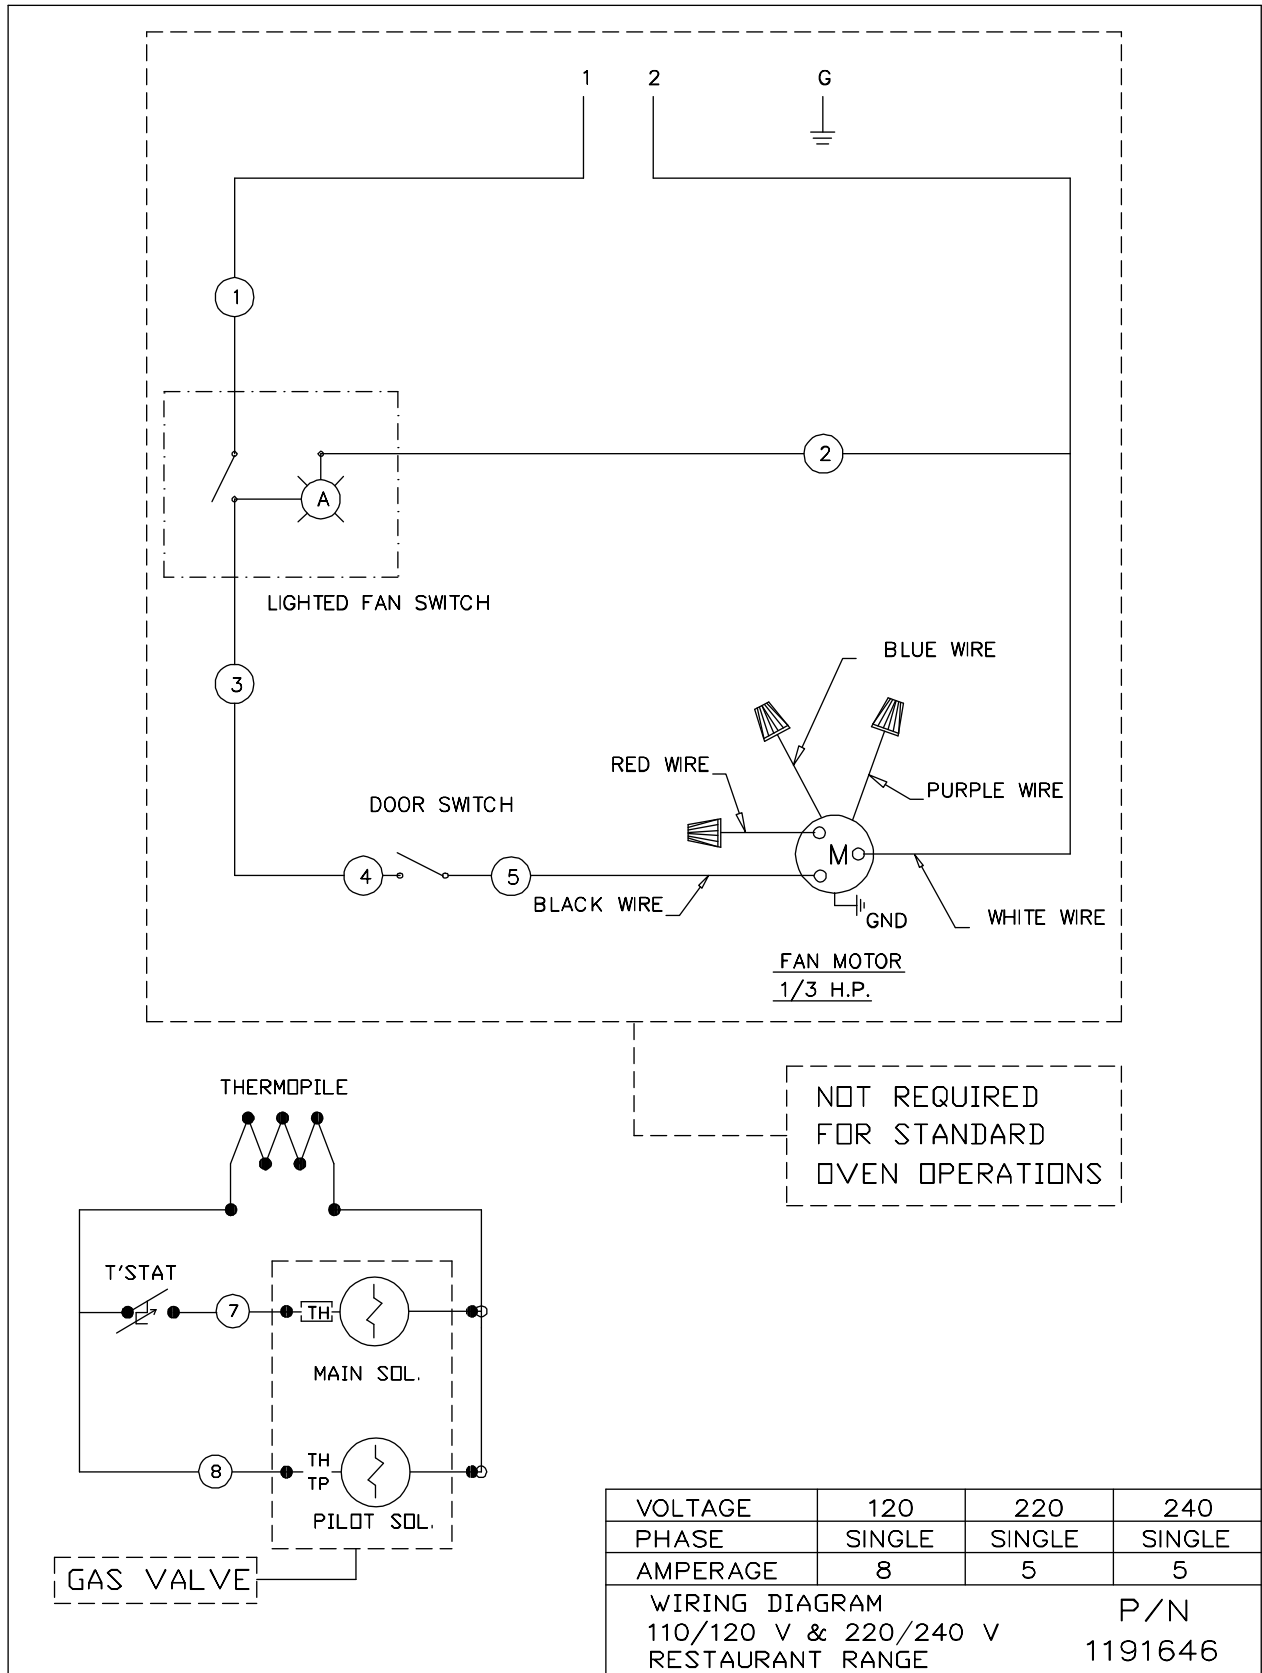 1 2 G
1
2
A
LIGHTED FAN SWITCH
3
BLUE WIRE
RED WIRE
PURPLE WIRE
DOOR SWITCH
M
4
5
BLACK WIRE
GND
WHITE WIRE
FAN MOTOR
1/3 H.P.
THERMOPILE
NOT REQUIRED
FOR STANDARD
OVEN OPERATIONS
T'STAT
7
TH
MAIN SOL.
8
TH
TP
PILOT SOL.
GAS VALVE
VOLTAGE 120 220 240
PHASE SINGLE SINGLE SINGLE
AMPERAGE 8 5 5
WIRING DIAGRAM
110/120 V & 220/240 V
RESTAURANT RANGE
P/N
1191646